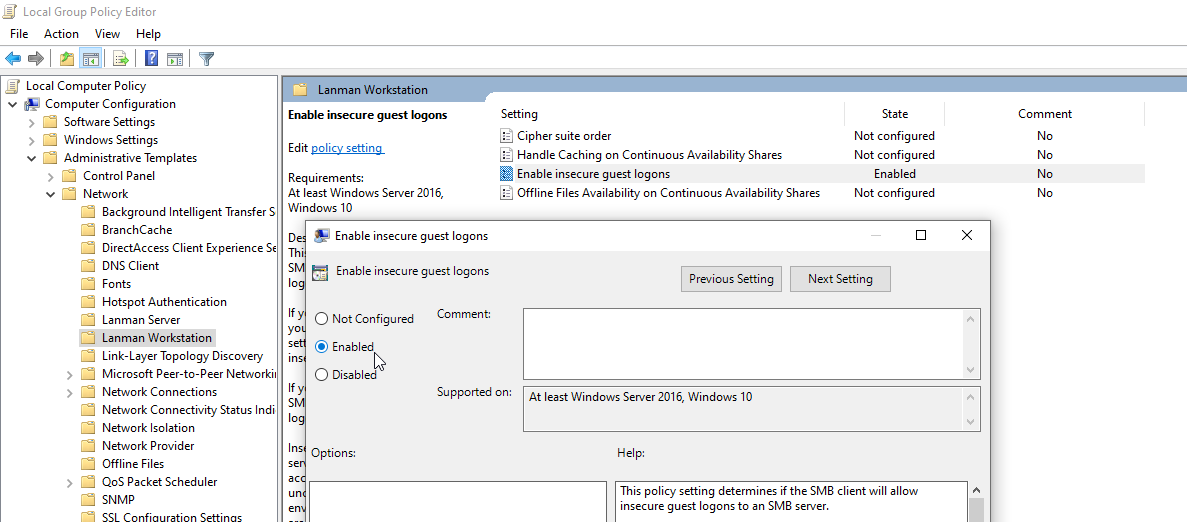 Local Group Policy Editor
File Action View Help
Local Computer Policy
Computer Configuration
Software Settings
Windows Settings
Administrative Templates
Control Panel
Network
Background Intelligent Transfer S
BranchCache
DirectAccess Client Experience Se
DNS Client
Fonts
Hotspot Authentication
Lanman Server
Lanman Workstation
Link-Layer Topology Discovery
Microsoft Peer-to-Peer Networkin
Network Connections
Network Connectivity Status Indi
Network Isolation
Network Provider
Offline Files
QoS Packet Scheduler
SNMP
SSL Configuration Settings
Lanman Workstation
Enable insecure guest logons
Edit policy setting
Requirements:
At least Windows Server 2016,
Windows 10
Des
This
SM
log
If y
you
sett
inse
If y
SM
log
Inse
serv
acc
und
env
Setting State Comment
Cipher suite order Not configured No
Handle Caching on Continuous Availability Shares Not configured No
Enable insecure guest logons Enabled No
Offline Files Availability on Continuous Availability Shares Not configured No
Enable insecure guest logons
Enable insecure guest logons
Previous Setting Next Setting
Not Configured
Enabled
Disabled
Comment:
Supported on:
At least Windows Server 2016, Windows 10
Options:
Help:
This policy setting determines if the SMB client will allow
insecure guest logons to an SMB server.